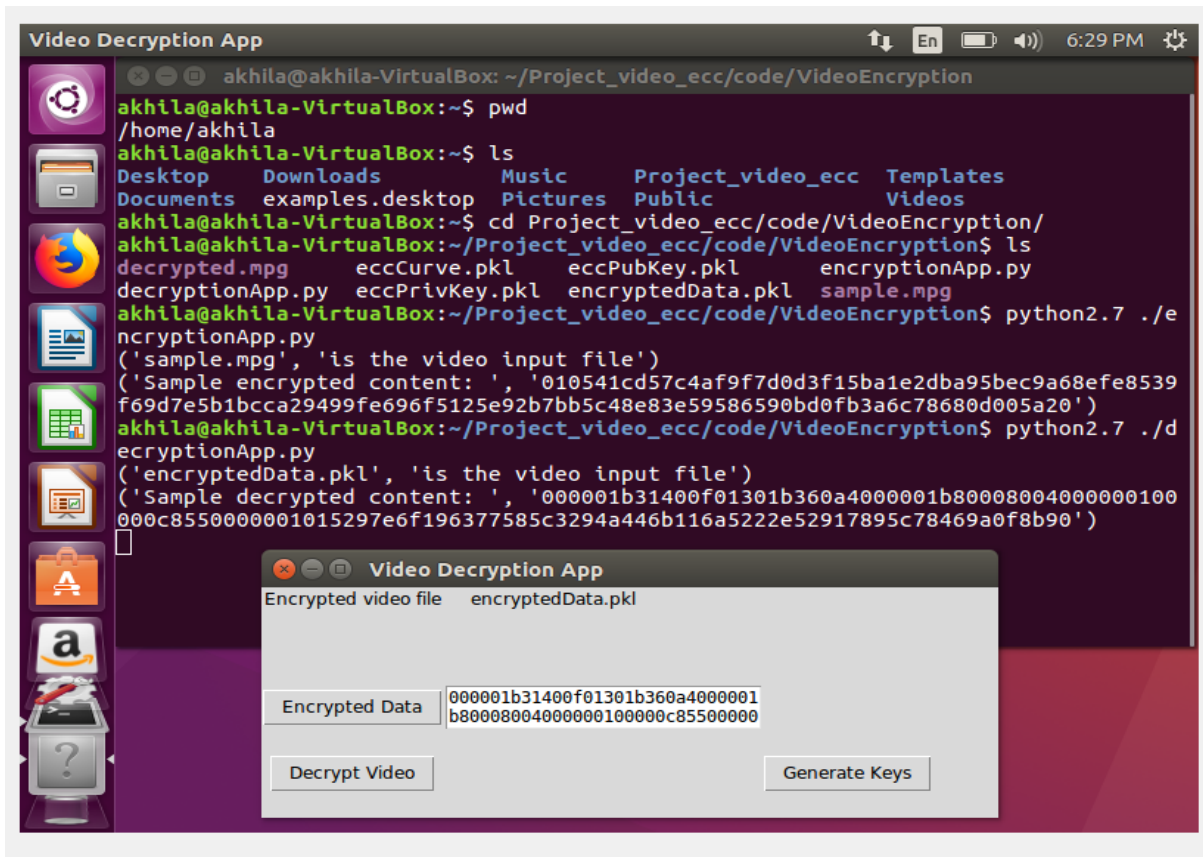 Video Decryption App En 6:29 PM
akhila@akhila-VirtualBox: ~/Project_video_ecc/code/VideoEncryption
akhila@akhila-VirtualBox:~$ pwd
/home/akhila
akhila@akhila-VirtualBox:~$ ls
Desktop Downloads Music Project_video_ecc Templates
Documents examples.desktop Pictures Public Videos
akhila@akhila-VirtualBox:~$ cd Project_video_ecc/code/VideoEncryption/
akhila@akhila-VirtualBox:~/Project_video_ecc/code/VideoEncryption$ ls
decrypted.mpg eccCurve.pkl eccPubKey.pkl encryptionApp.py
decryptionApp.py eccPrivKey.pkl encryptedData.pkl sample.mpg
akhila@akhila-VirtualBox:~/Project_video_ecc/code/VideoEncryption$ python2.7 ./e
ncryptionApp.py
('sample.mpg', 'is the video input file')
('Sample encrypted content: ', '010541cd57c4af9f7d0d3f15ba1e2dba95bec9a68efe8539
f69d7e5b1bcca29499fe696f5125e92b7bb5c48e83e59586590bd0fb3a6c78680d005a20')
akhila@akhila-VirtualBox:~/Project_video_ecc/code/VideoEncryption$ python2.7 ./d
ecryptionApp.py
('encryptedData.pkl', 'is the video input file')
('Sample decrypted content: ', '000001b31400f01301b360a4000001b80008004000000100
000c8550000001015297e6f196377585c3294a446b116a5222e52917895c78469a0f8b90')
Video Decryption App
Encrypted video file encryptedData.pkl
Encrypted Data
000001b31400f01301b360a4000001
b80008004000000100000c85500000
Decrypt Video Generate Keys